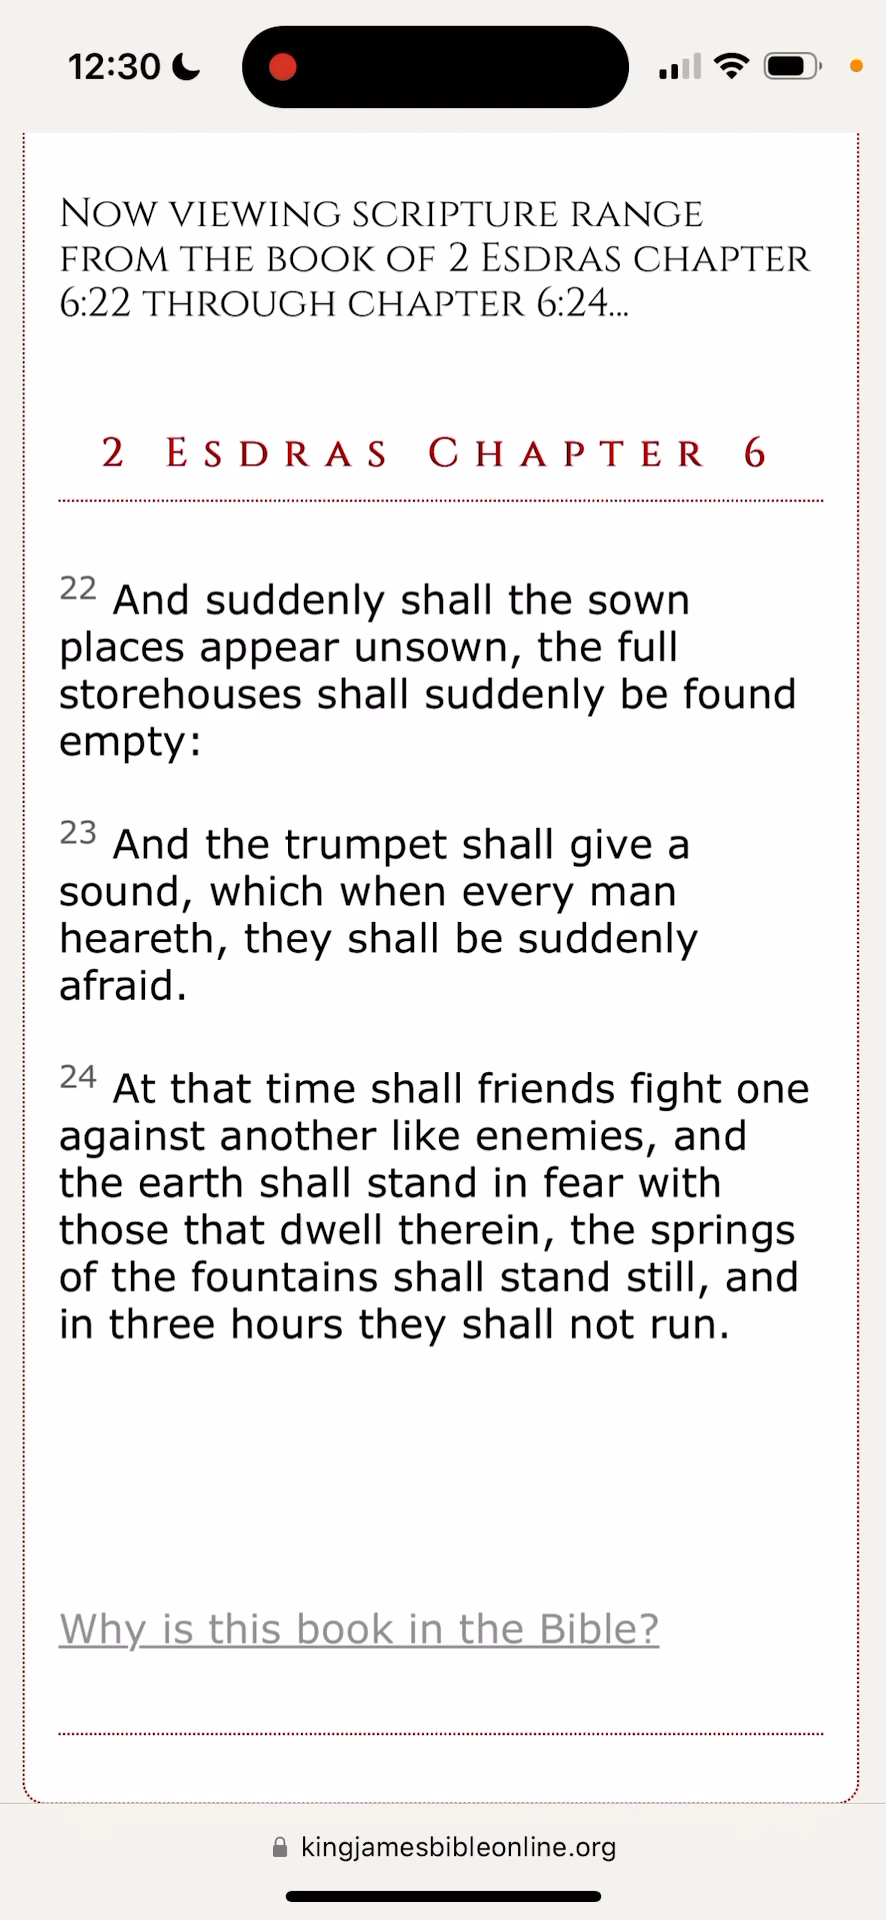 12:30
Now viewing scripture range
from the book of 2 Esdras chapter
6:22 through chapter 6:24...
2 Esdras Chapter 6
22 And suddenly shall the sown
places appear unsown, the full
storehouses shall suddenly be found
empty:
23 And the trumpet shall give a
sound, which when every man
heareth, they shall be suddenly
afraid.
24 At that time shall friends fight one
against another like enemies, and
the earth shall stand in fear with
those that dwell therein, the springs
of the fountains shall stand still, and
in three hours they shall not run.
Why is this book in the Bible?
kingjamesbibleonline.org